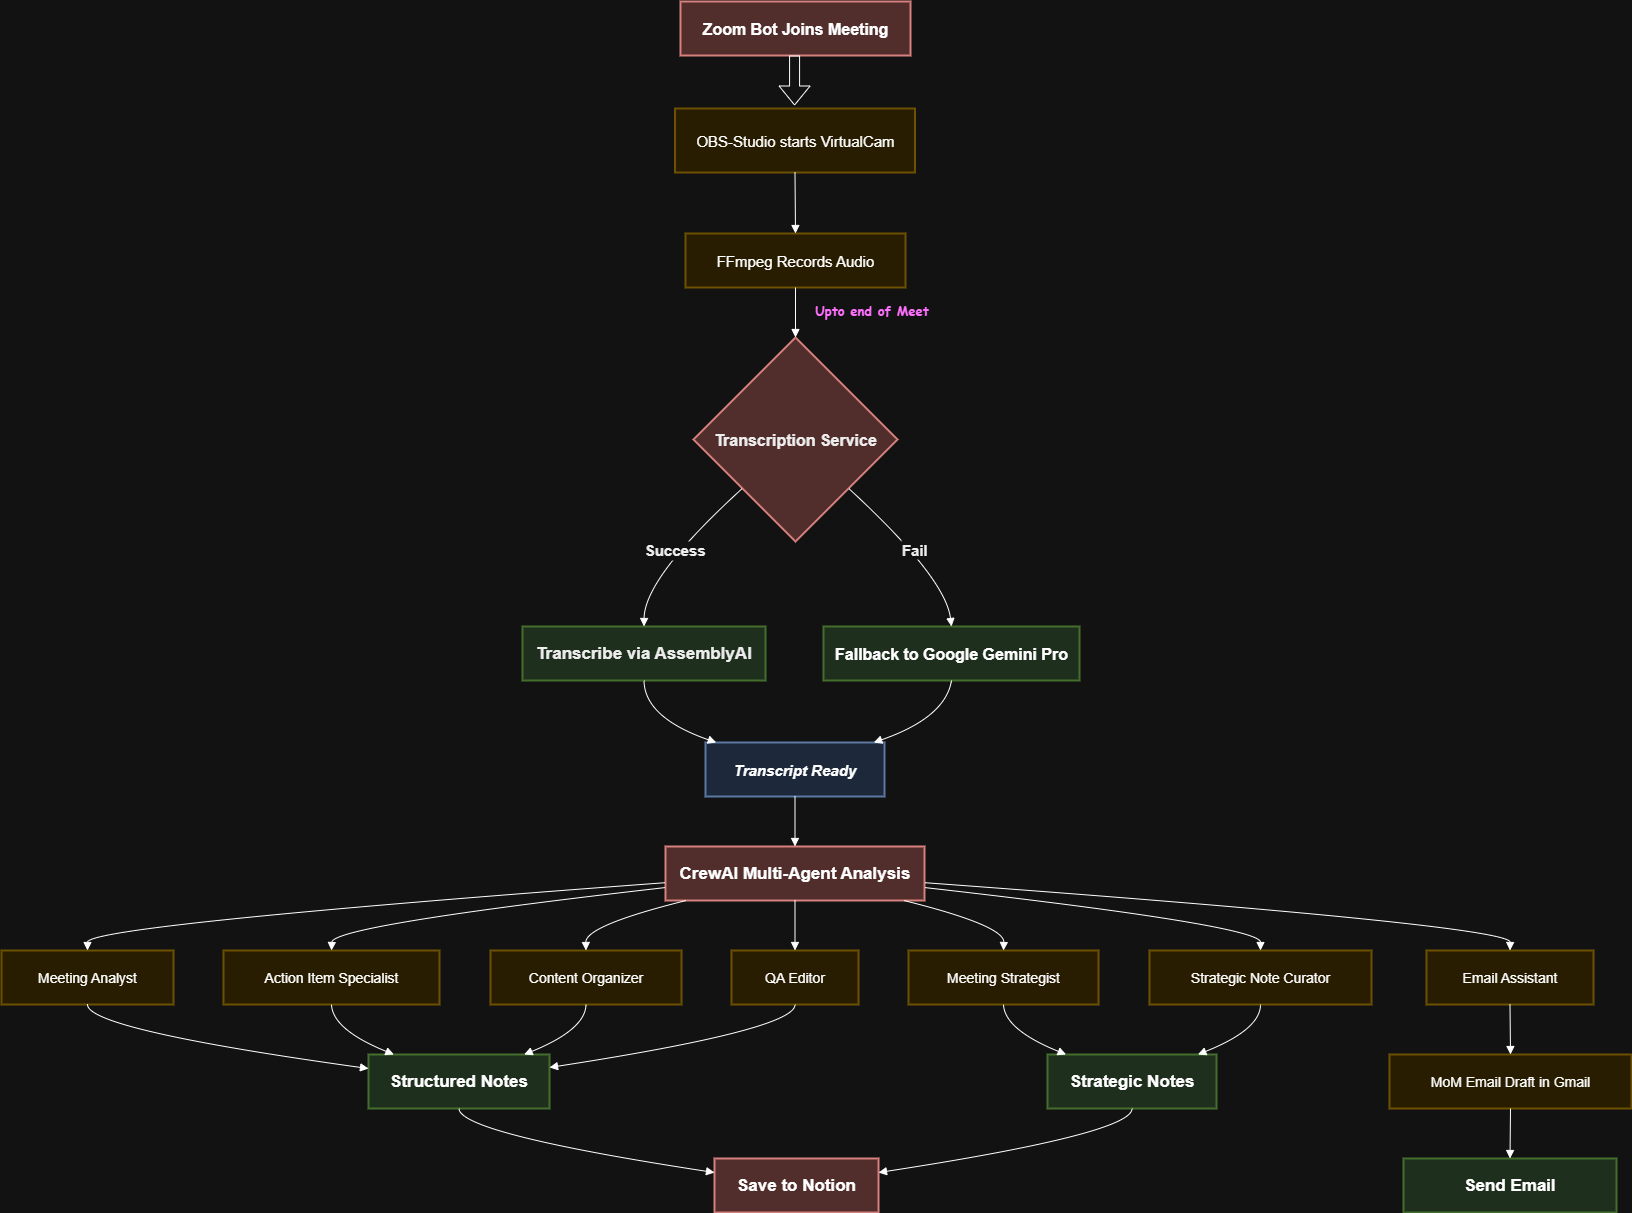 Zoom Bot Joins Meeting
OBS-Studio starts VirtualCam
FFmpeg Records Audio
Upto end of Meet
Transcription Service
Success
Fail
Transcribe via AssemblyAI
Fallback to Google Gemini Pro
Transcript Ready
CrewAI Multi-Agent Analysis
Meeting Analyst
Action Item Specialist
Content Organizer
QA Editor
Meeting Strategist
Strategic Note Curator
Email Assistant
Structured Notes
Strategic Notes
MoM Email Draft in Gmail
Save to Notion
Send Email